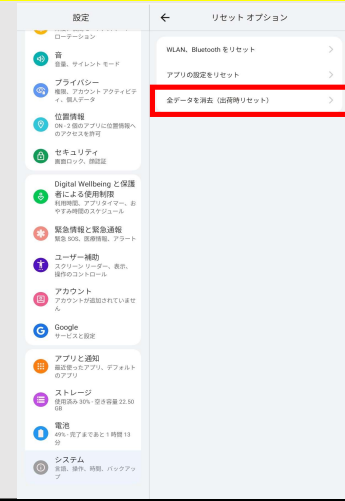 設定
ローテーション
音
音量、サイレント モード
プライバシー
権限、アカウント アクティビテ
ィ、個人データ
位置情報
ON - 2 個のアプリに位置情報へ
のアクセスを許可
セキュリティ
画面ロック、顔認証
Digital Wellbeing と保護
者による使用制限
利用時間、アプリタイマー、お
やすみ時間のスケジュール
緊急情報と緊急通報
緊急 SOS、医療情報、アラート
ユーザー補助
スクリーン リーダー、表示、
操作のコントロール
アカウント
アカウントが追加されていませ
ん
Google
サービスと設定
アプリと通知
最近使ったアプリ、デフォルト
のアプリ
ストレージ
使用済み 30% - 空き容量 22.50
GB
電池
49% - 完了まであと 1 時間 13
分
システム
言語、操作、時間、バックアッ
プ
リセット オプション
WLAN、Bluetooth をリセット
アプリの設定をリセット
全データを消去（出荷時リセット）